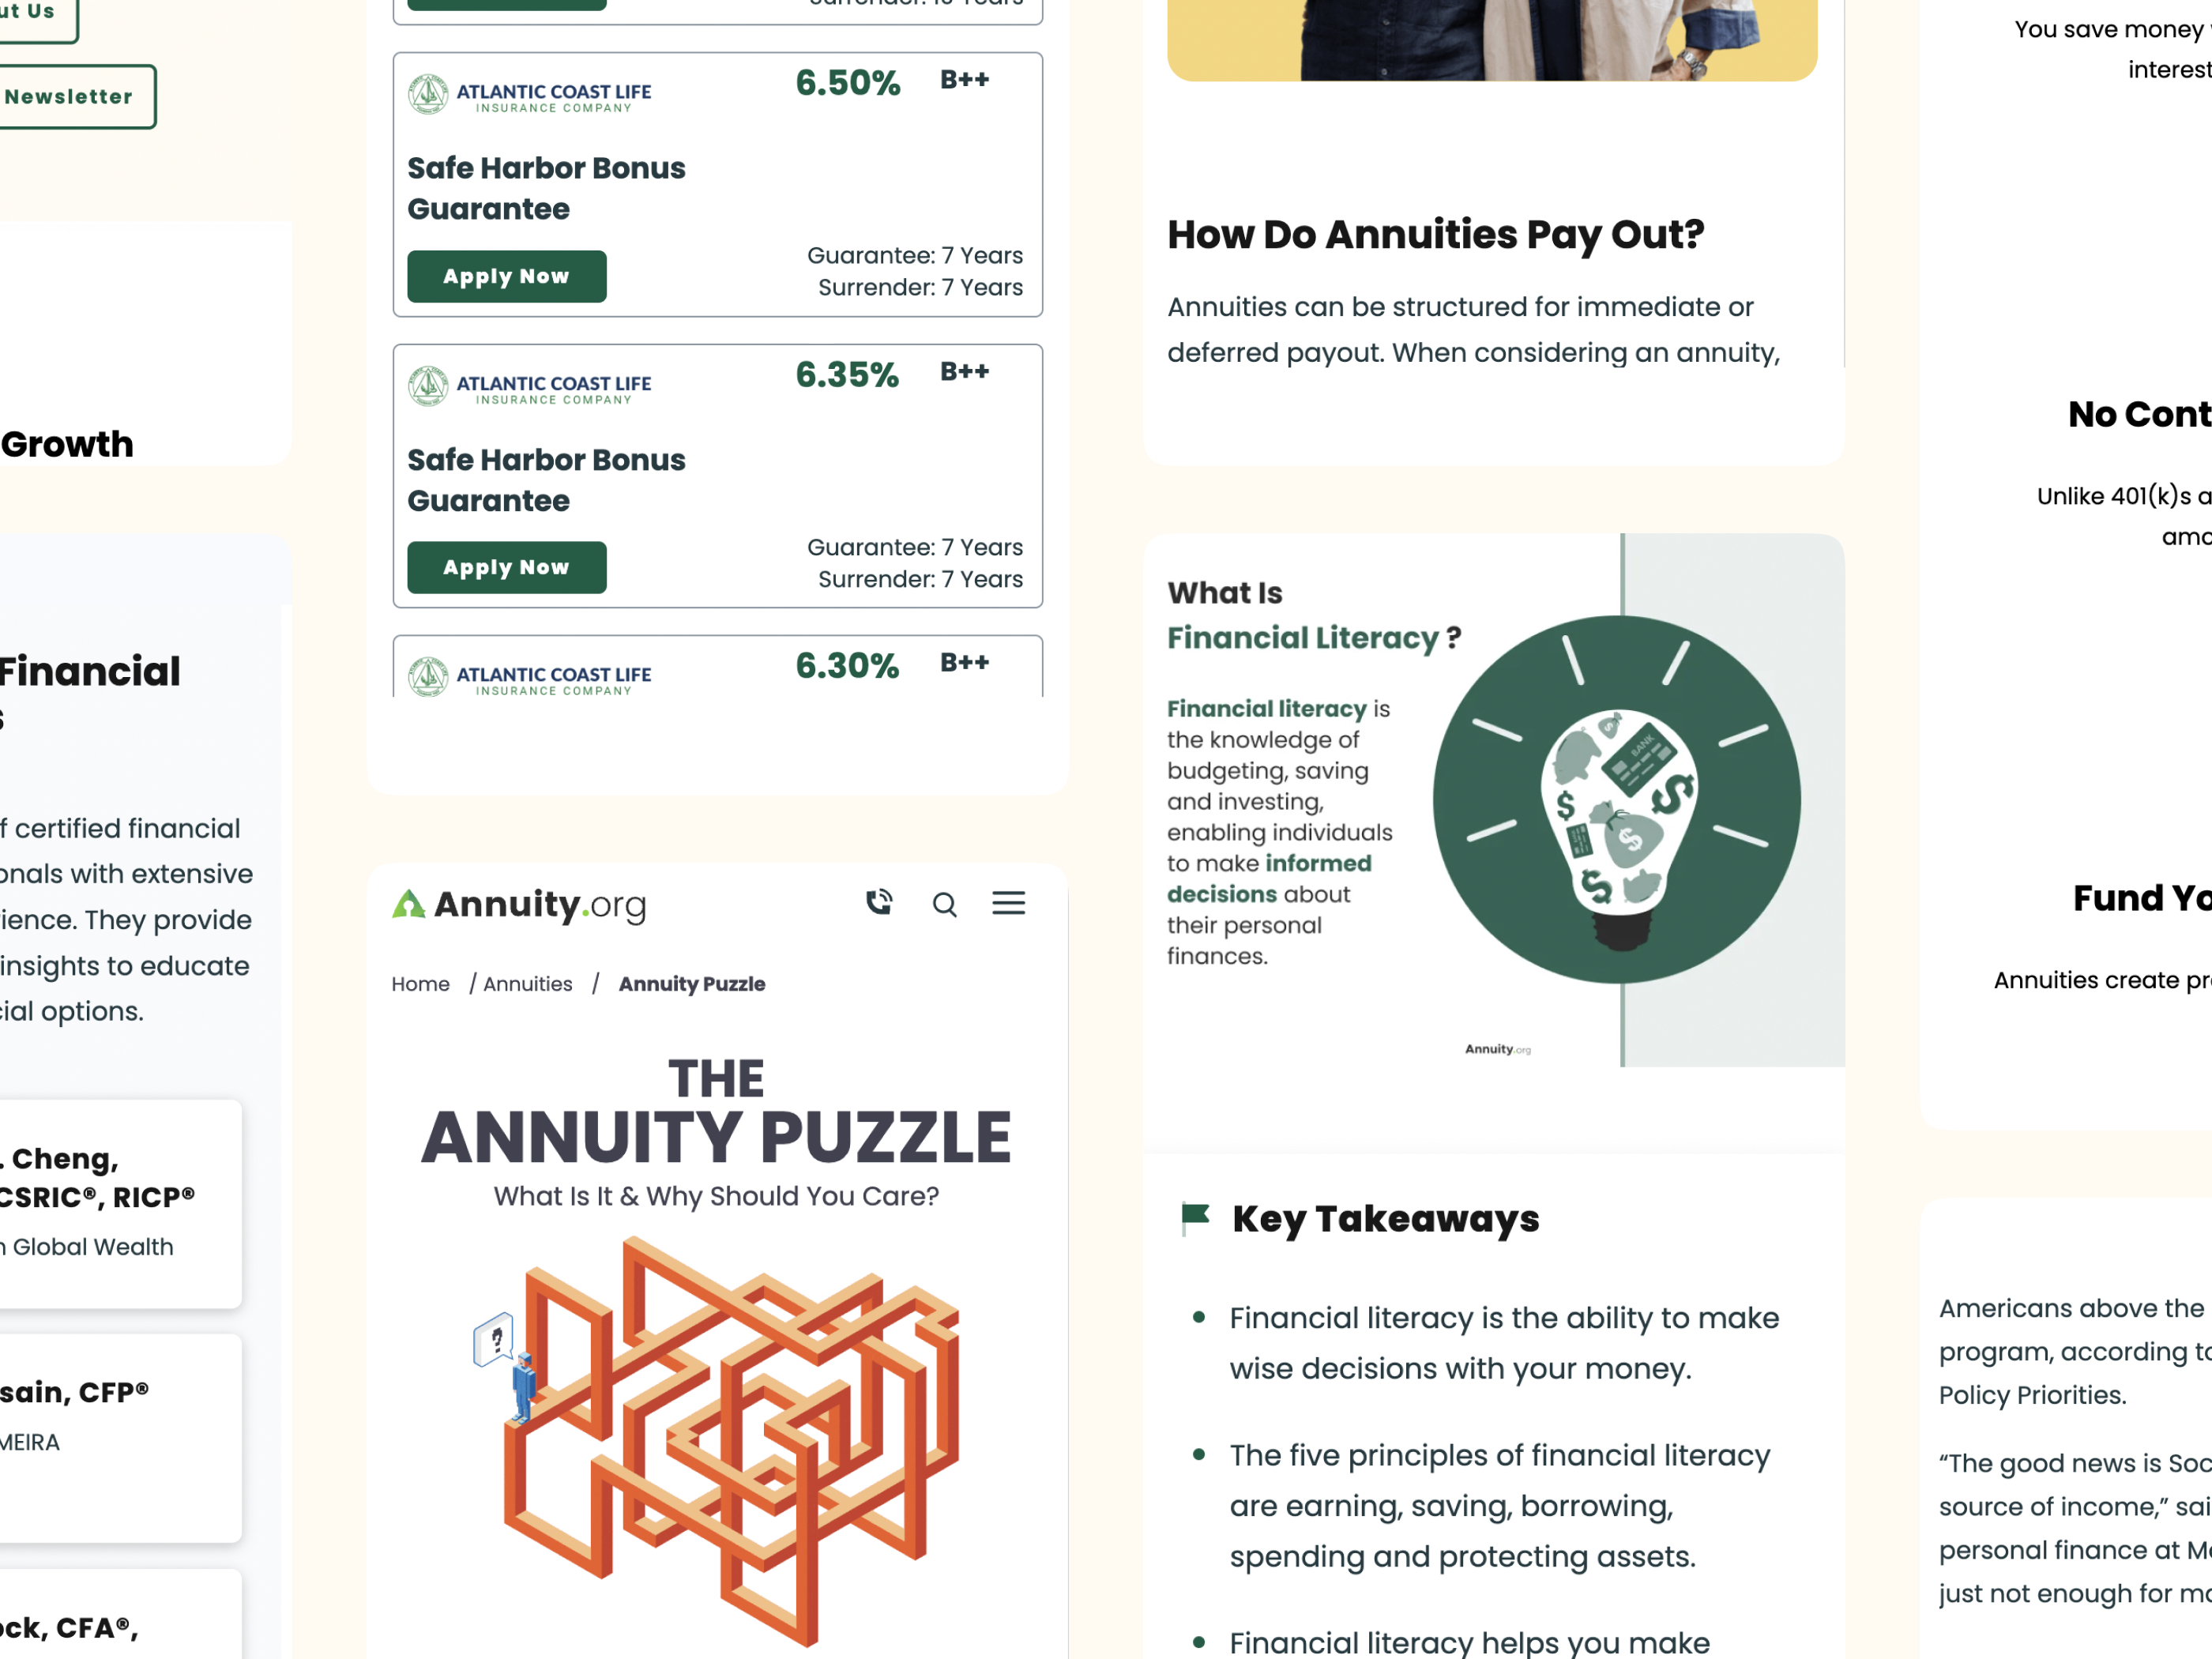 ut Us
Newsletter
Growth
Financial
s
f certified financial
onals with extensive
ience. They provide
insights to educate
cial options.
. Cheng,
CSRIC®, RICP®
n Global Wealth
sain, CFP®
MEIRA
ock, CFA®,
ATLANTIC COAST LIFE
INSURANCE COMPANY
6.50%
B++
Safe Harbor Bonus
Guarantee
Apply Now
Guarantee: 7 Years
Surrender: 7 Years
ATLANTIC COAST LIFE
INSURANCE COMPANY
6.35%
B++
Safe Harbor Bonus
Guarantee
Apply Now
Guarantee: 7 Years
Surrender: 7 Years
ATLANTIC COAST LIFE
INSURANCE COMPANY
6.30%
B++
Annuity.org
Home / Annuities / Annuity Puzzle
THE
ANNUITY PUZZLE
What Is It & Why Should You Care?
?
How Do Annuities Pay Out?
Annuities can be structured for immediate or
deferred payout. When considering an annuity,
What Is
Financial Literacy ?
Financial literacy is
the knowledge of
budgeting, saving
and investing,
enabling individuals
to make informed
decisions about
their personal
finances.
BANK
$
$
$
$
Annuity.org
Key Takeaways
• Financial literacy is the ability to make
wise decisions with your money.
• The five principles of financial literacy
are earning, saving, borrowing,
spending and protecting assets.
• Financial literacy helps you make
You save money
interest
No Cont
Unlike 401(k)s a
amo
Fund Yo
Annuities create pr
Americans above the
program, according to
Policy Priorities.
“The good news is Soc
source of income,” sai
personal finance at M
just not enough for mo